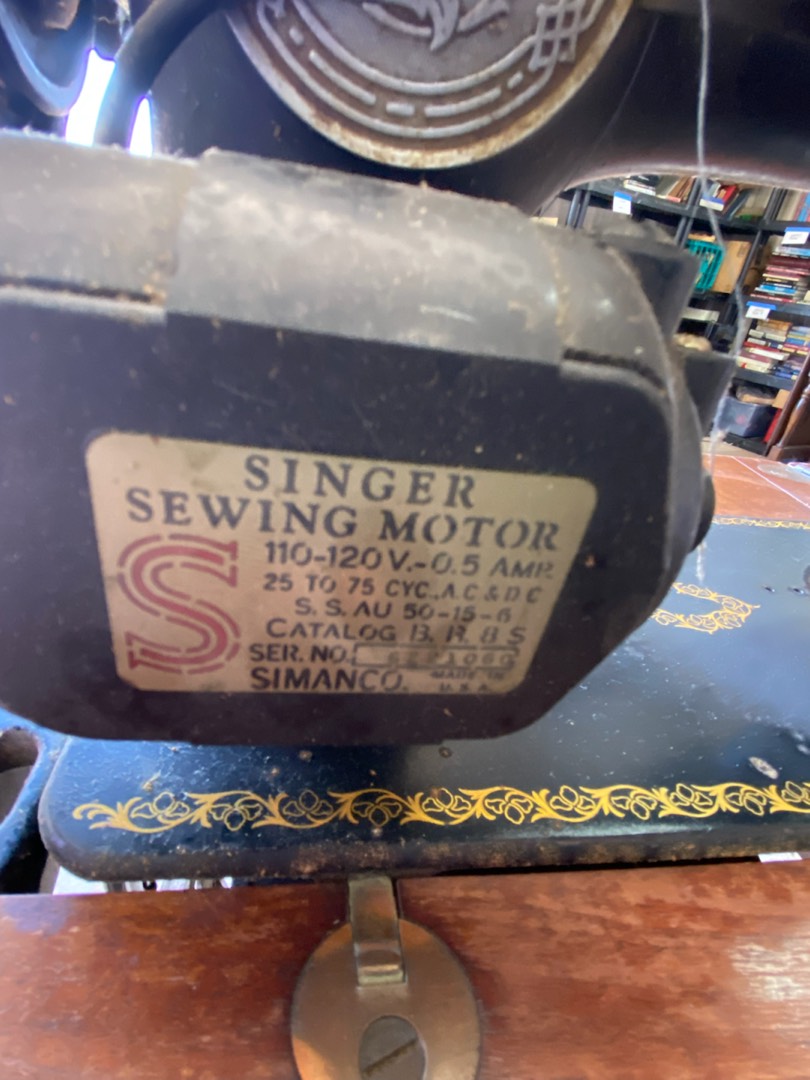 SINGER
SEWING MOTOR
S
110-120 V.-0.5 AMP.
25 TO 75 CYC., A.C & D C
S. S. AU 50-15-6
CATALOG B. R. 8 S
SER. NO.
SIMANCO. MADE IN
U.S.A.